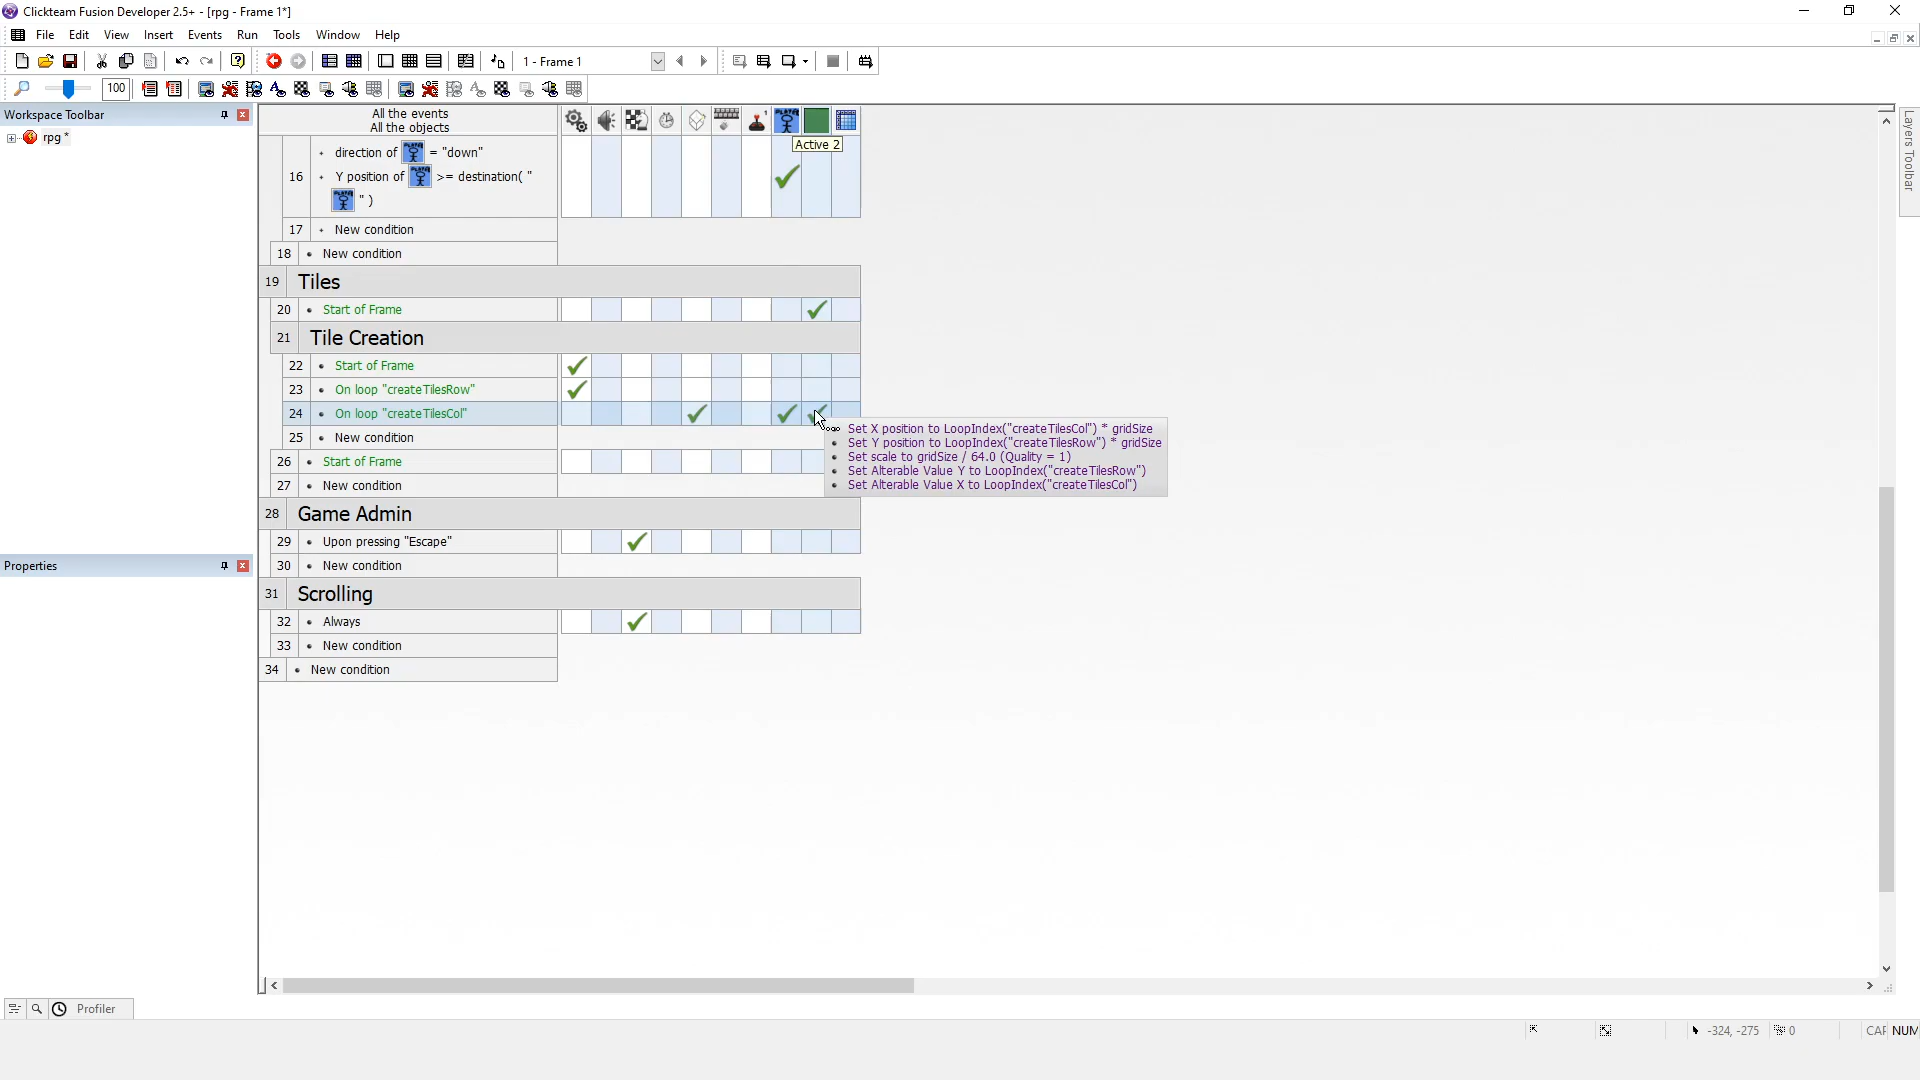 Clickteam Fusion Developer 2.5+ - [rpg - Frame 1*]
File Edit View Insert Events Run Tools Window Help
1 - Frame 1
100
Workspace Toolbar
rpg *
Properties
All the events
All the objects
Active 2
Layers Toolbar
16 direction of = "down"
Y position of >= destination( "
" )
17 New condition
18 New condition
19 Tiles
20 Start of Frame
21 Tile Creation
22 Start of Frame
23 On loop "createTilesRow"
24 On loop "createTilesCol"
25 New condition
26 Start of Frame
27 New condition
Set X position to LoopIndex("createTilesCol") * gridSize
Set Y position to LoopIndex("createTilesRow") * gridSize
Set scale to gridSize / 64.0 (Quality = 1)
Set Alterable Value Y to LoopIndex("createTilesRow")
Set Alterable Value X to LoopIndex("createTilesCol")
28 Game Admin
29 Upon pressing "Escape"
30 New condition
31 Scrolling
32 Always
33 New condition
34 New condition
Profiler
-324, -275
0
CAP NUM